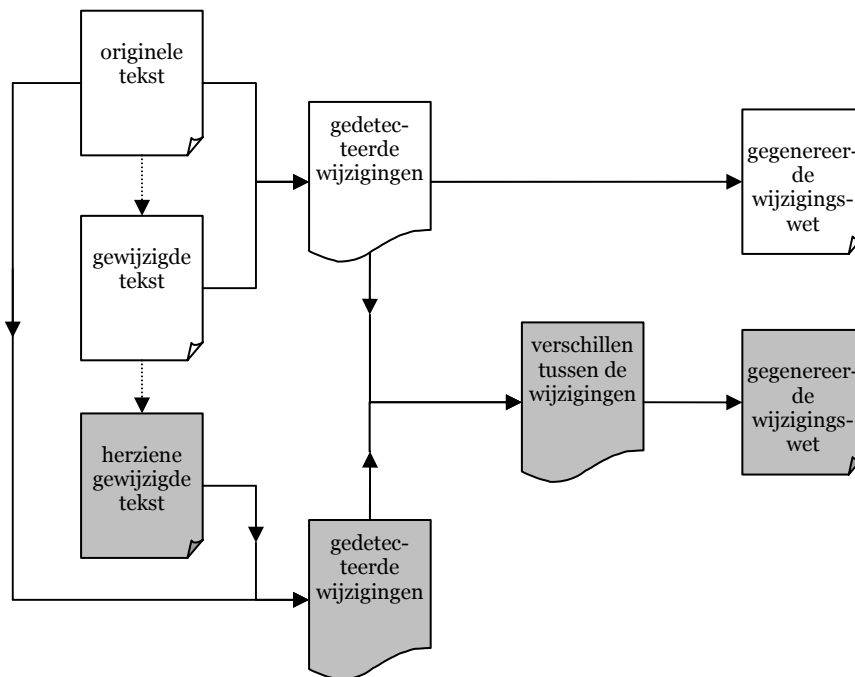 originele
tekst
gedetec-
teerde
wijzigingen
gegenereer-
de
wijzigings-
wet
gewijzigde
tekst
verschillen
tussen de
wijzigingen
gegenereer-
de
wijzigings-
wet
herziene
gewijzigde
tekst
gedetec-
teerde
wijzigingen